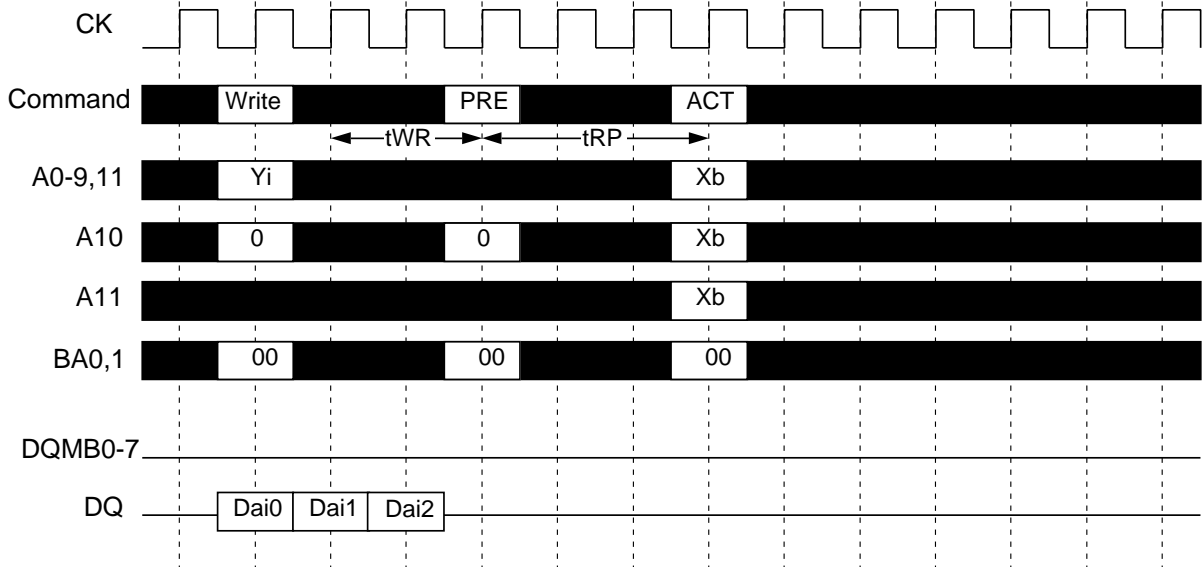 CK
Command Write PRE ACT
tWR tRP
A0-9,11 Yi Xb
A10 0 0 Xb
A11 Xb
BA0,1 00 00 00
DQMB0-7
DQ Dai0 Dai1 Dai2